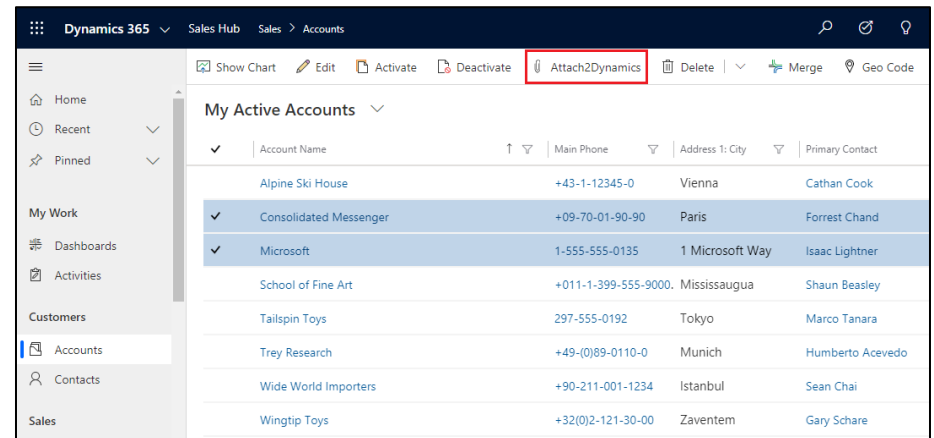 Dynamics 365 Sales Hub Sales > Accounts
Show Chart Edit Activate Deactivate Attach2Dynamics Delete Merge Geo Code
Home
Recent
Pinned
My Work
Dashboards
Activities
Customers
Accounts
Contacts
Sales
My Active Accounts
Account Name Main Phone Address 1: City Primary Contact
Alpine Ski House +43-1-12345-0 Vienna Cathan Cook
Consolidated Messenger +09-70-01-90-90 Paris Forrest Chand
Microsoft 1-555-555-0135 1 Microsoft Way Isaac Lightner
School of Fine Art +011-1-399-555-9000. Mississaugua Shaun Beasley
Tailspin Toys 297-555-0192 Tokyo Marco Tanara
Trey Research +49-(0)89-0110-0 Munich Humberto Acevedo
Wide World Importers +90-211-001-1234 Istanbul Sean Chai
Wingtip Toys +32(0)2-121-30-00 Zaventem Gary Schare